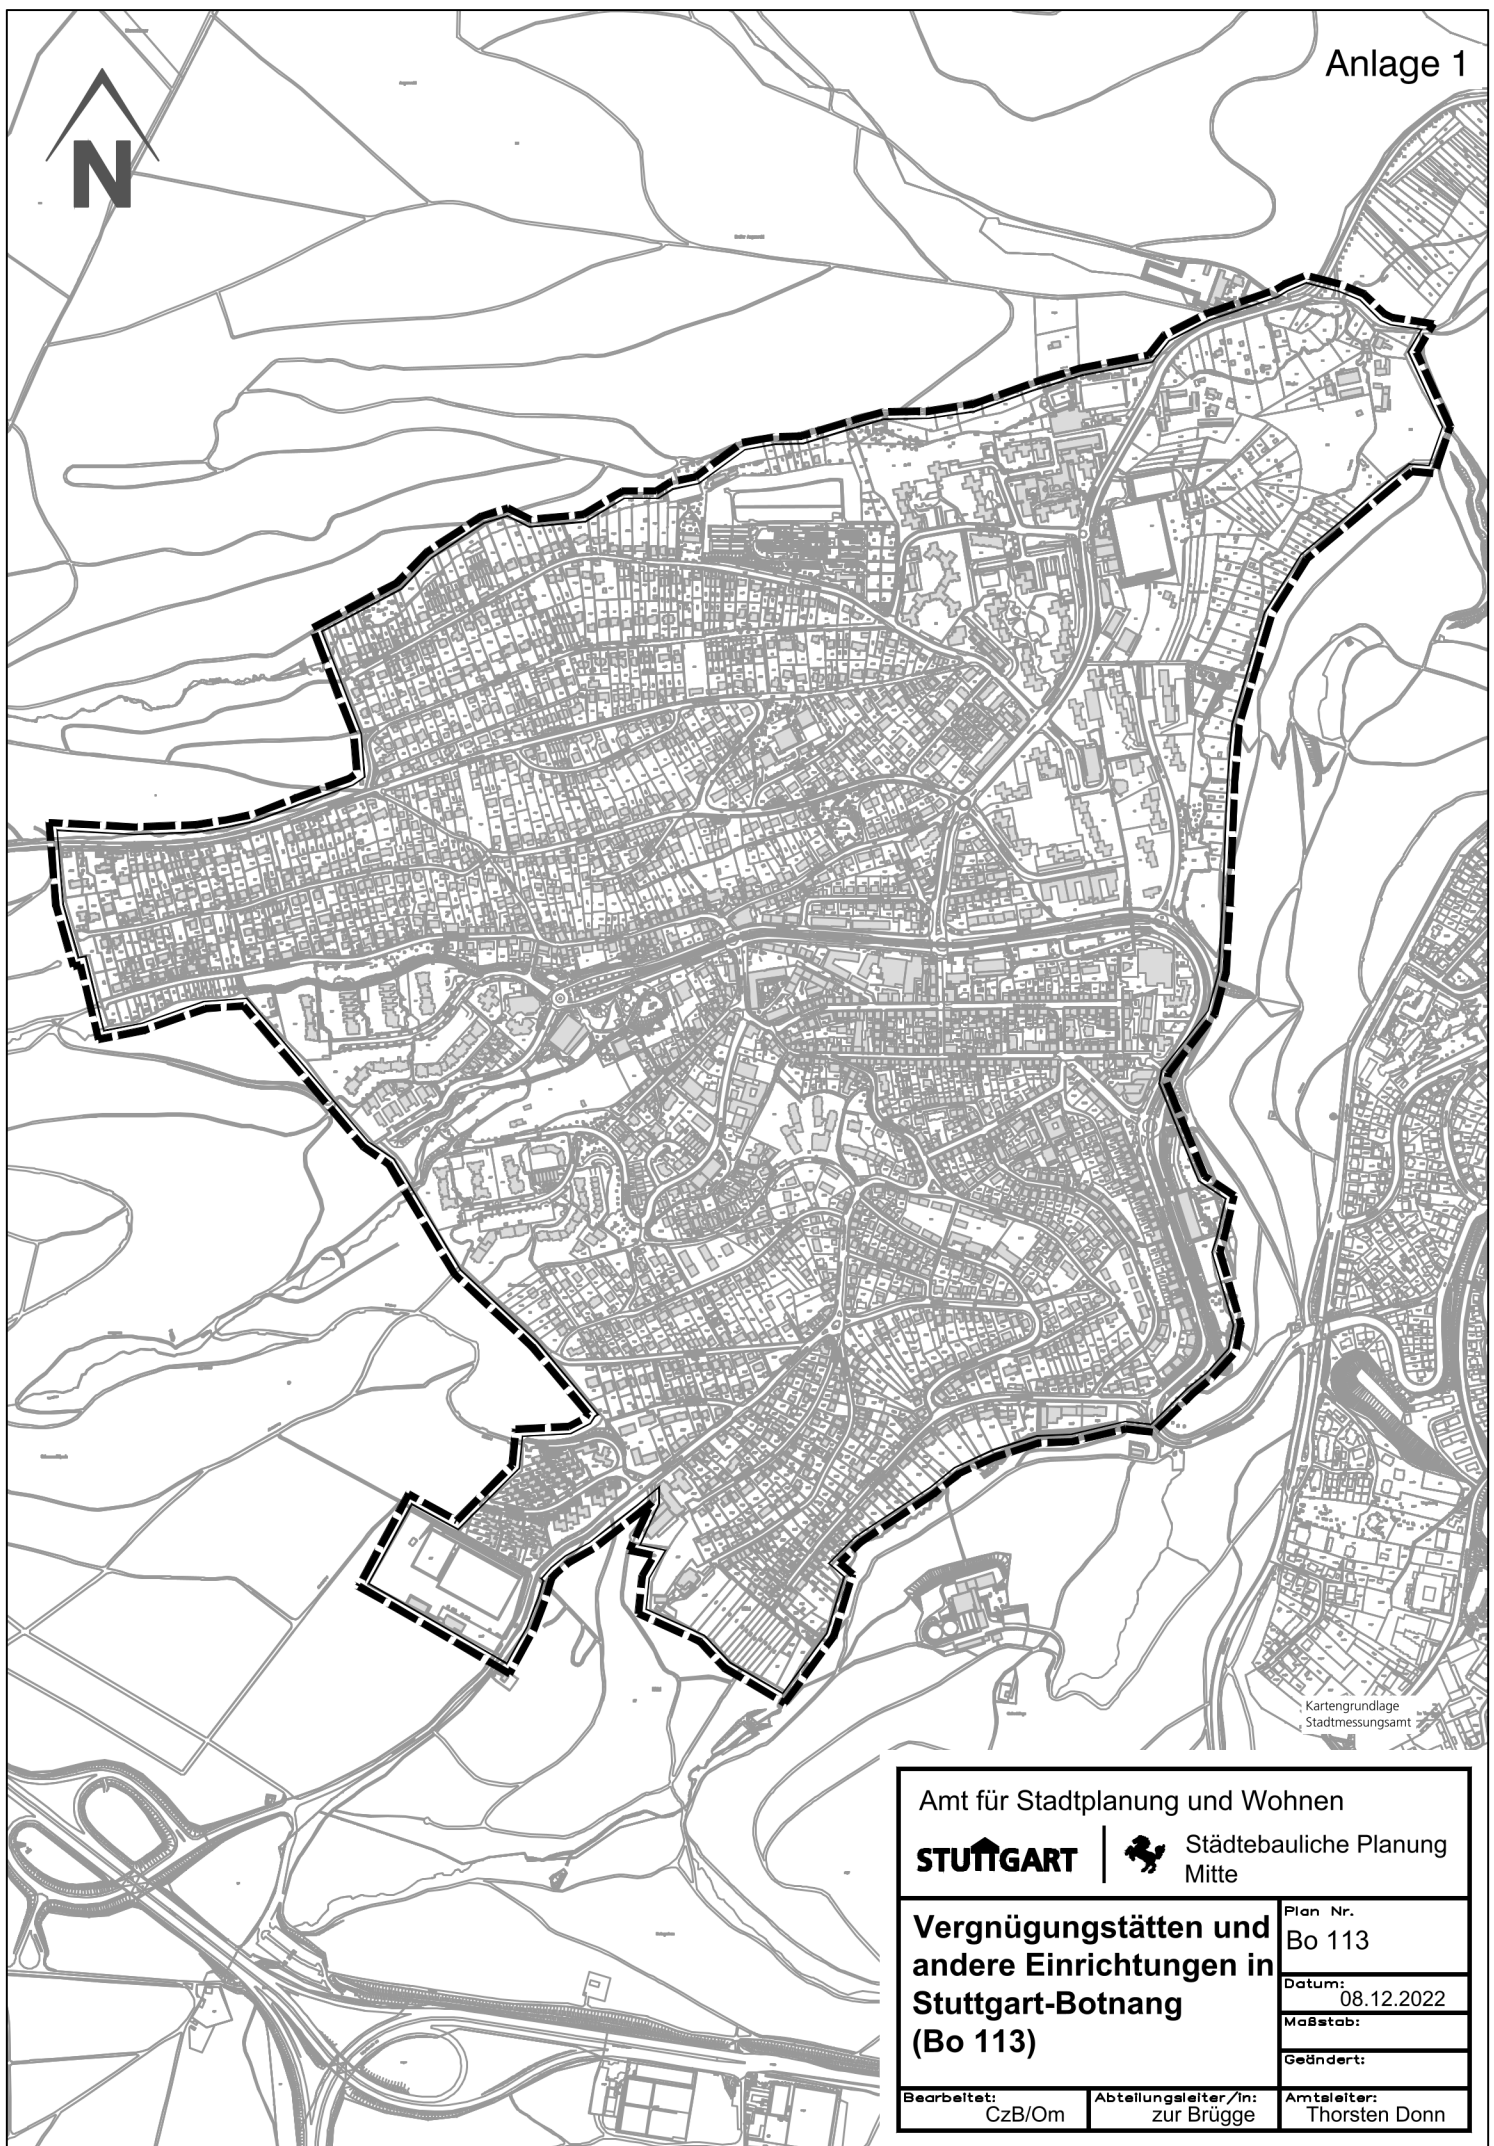 Anlage 1
N
Kartengrundlage
Stadtmessungsamt
Amt für Stadtplanung und Wohnen
STUTTGART
Städtebauliche Planung
Mitte
Vergnügungstätten und
andere Einrichtungen in
Stuttgart-Botnang
(Bo 113)
Plan Nr.
Bo 113
Datum:
08.12.2022
Maßstab:
Geändert:
Bearbeitet:
CzB/Om
Abteilungsleiter/in:
zur Brügge
Amtsleiter:
Thorsten Donn